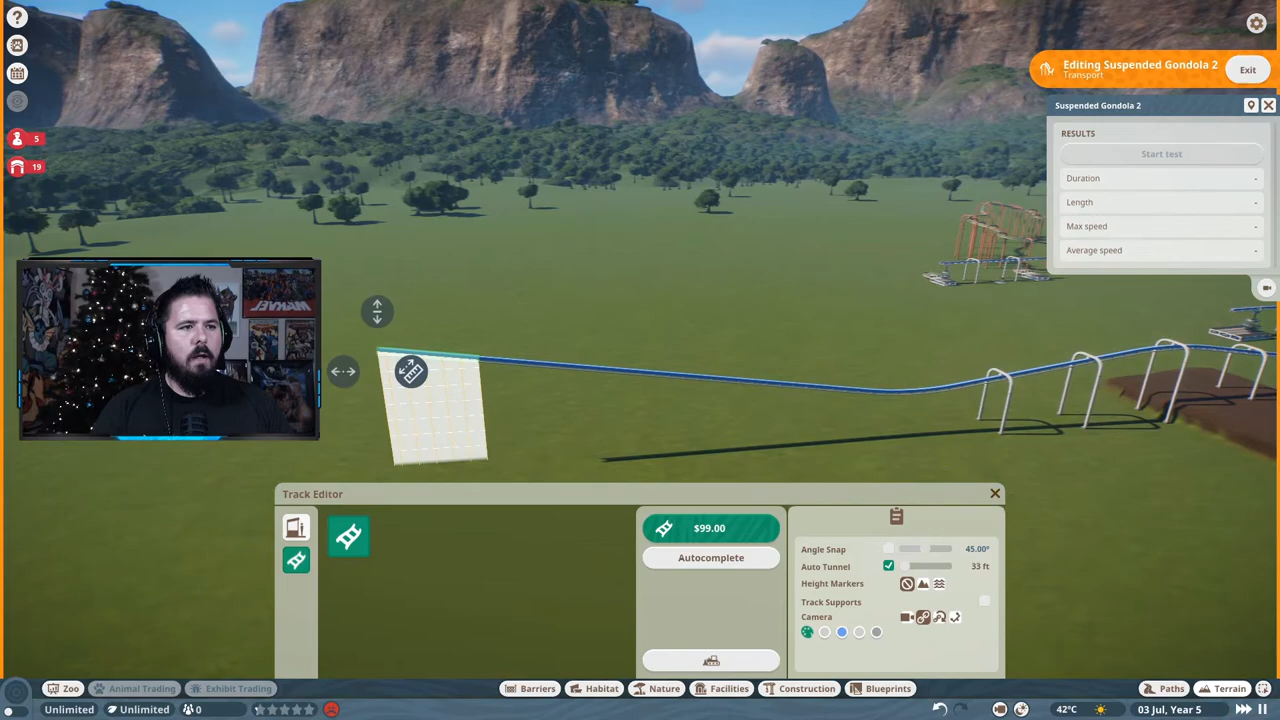 ?
Editing Suspended Gondola 2
Transport
Exit
Suspended Gondola 2
RESULTS
Start test
Duration -
Length -
Max speed -
Average speed -
5
19
MARVEL
Track Editor
$99.00
Autocomplete
Angle Snap 45.00°
Auto Tunnel 33 ft
Height Markers
Track Supports
Camera
Zoo
Animal Trading
Exhibit Trading
Barriers
Habitat
Nature
Facilities
Construction
Blueprints
Paths
Terrain
Unlimited
Unlimited
0
42°C
03 Jul, Year 5